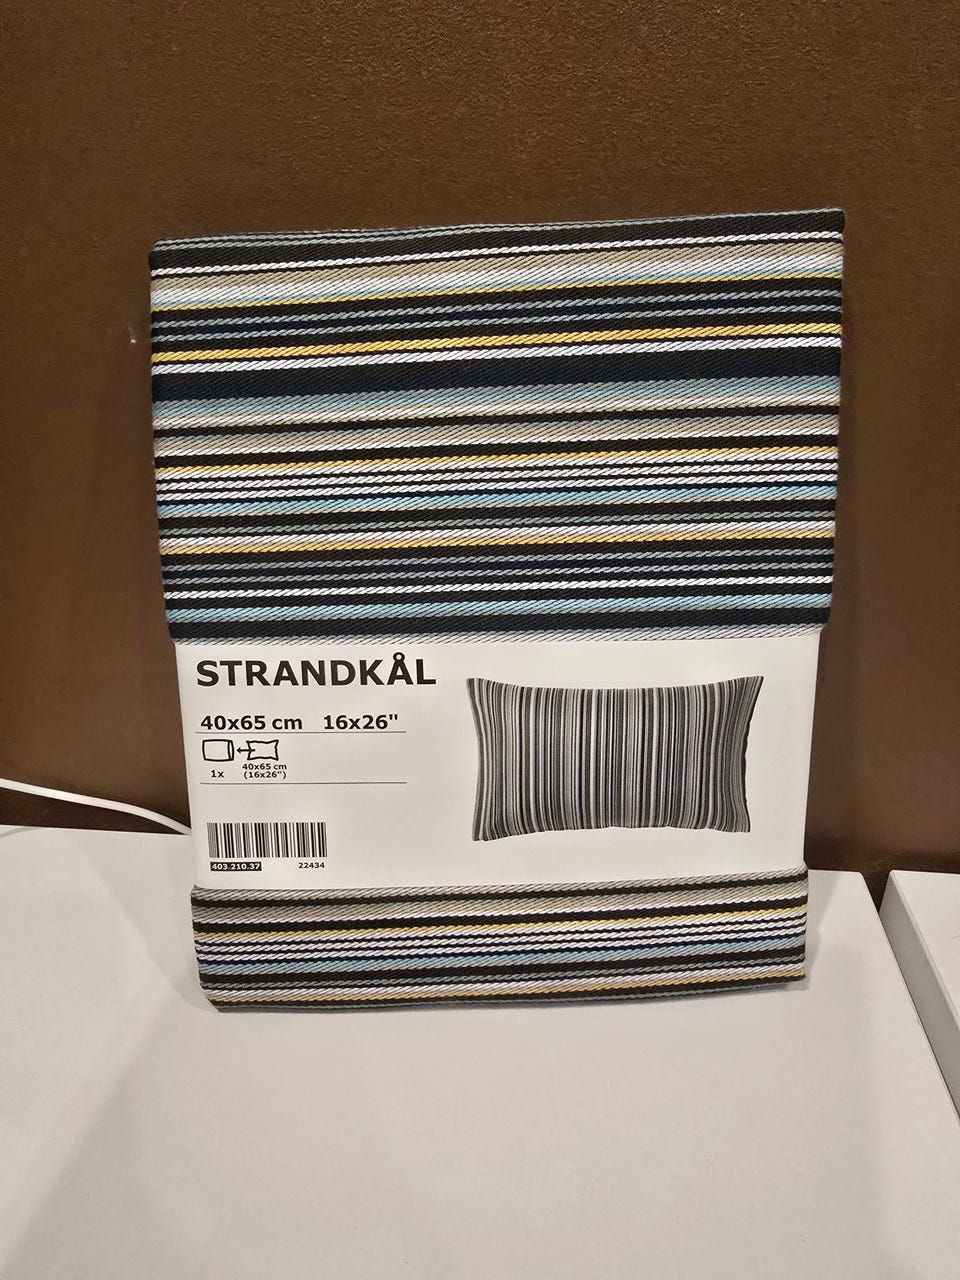 STRANDKÅL
40x65 cm 16x26"
1x
40x65 cm
(16x26")
403.210.37 22434